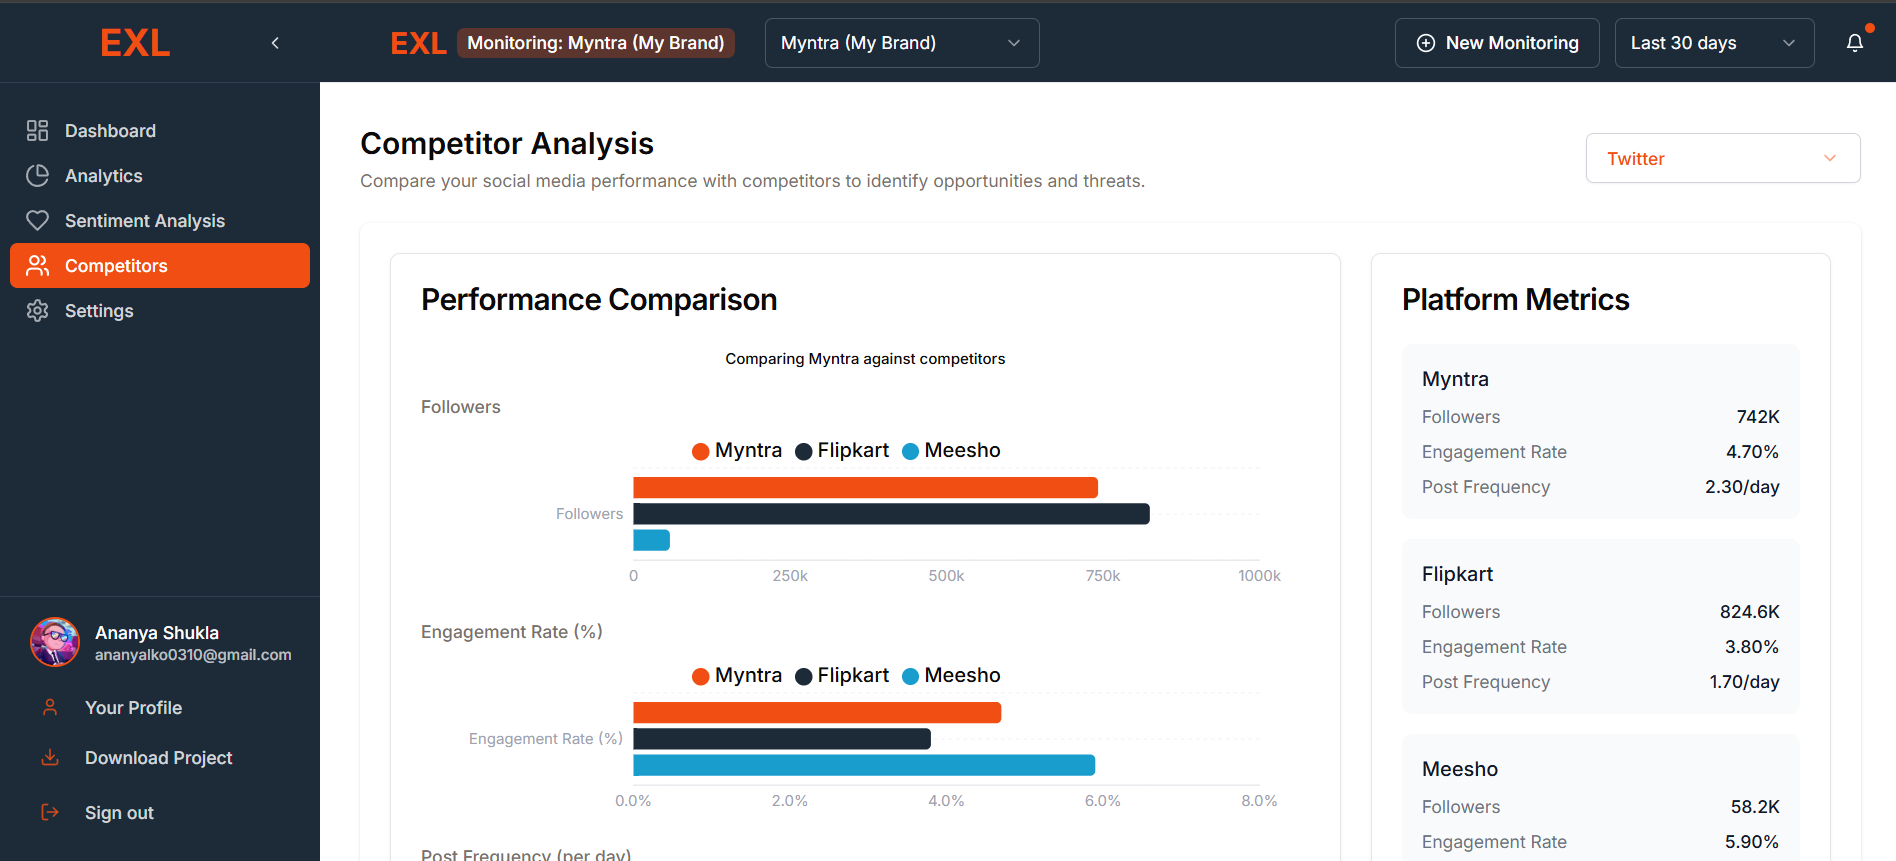 EXL
EXL
Monitoring: Myntra (My Brand)
Myntra (My Brand)
New Monitoring
Last 30 days
Dashboard
Analytics
Sentiment Analysis
Competitors
Settings
Ananya Shukla
ananyalko0310@gmail.com
Your Profile
Download Project
Sign out
Competitor Analysis
Compare your social media performance with competitors to identify opportunities and threats.
Twitter
Performance Comparison
Comparing Myntra against competitors
Followers
Myntra Flipkart Meesho
Followers
0 250k 500k 750k 1000k
Engagement Rate (%)
Myntra Flipkart Meesho
Engagement Rate (%)
0.0% 2.0% 4.0% 6.0% 8.0%
Post Frequency (per day)
Platform Metrics
Myntra
Followers 742K
Engagement Rate 4.70%
Post Frequency 2.30/day
Flipkart
Followers 824.6K
Engagement Rate 3.80%
Post Frequency 1.70/day
Meesho
Followers 58.2K
Engagement Rate 5.90%